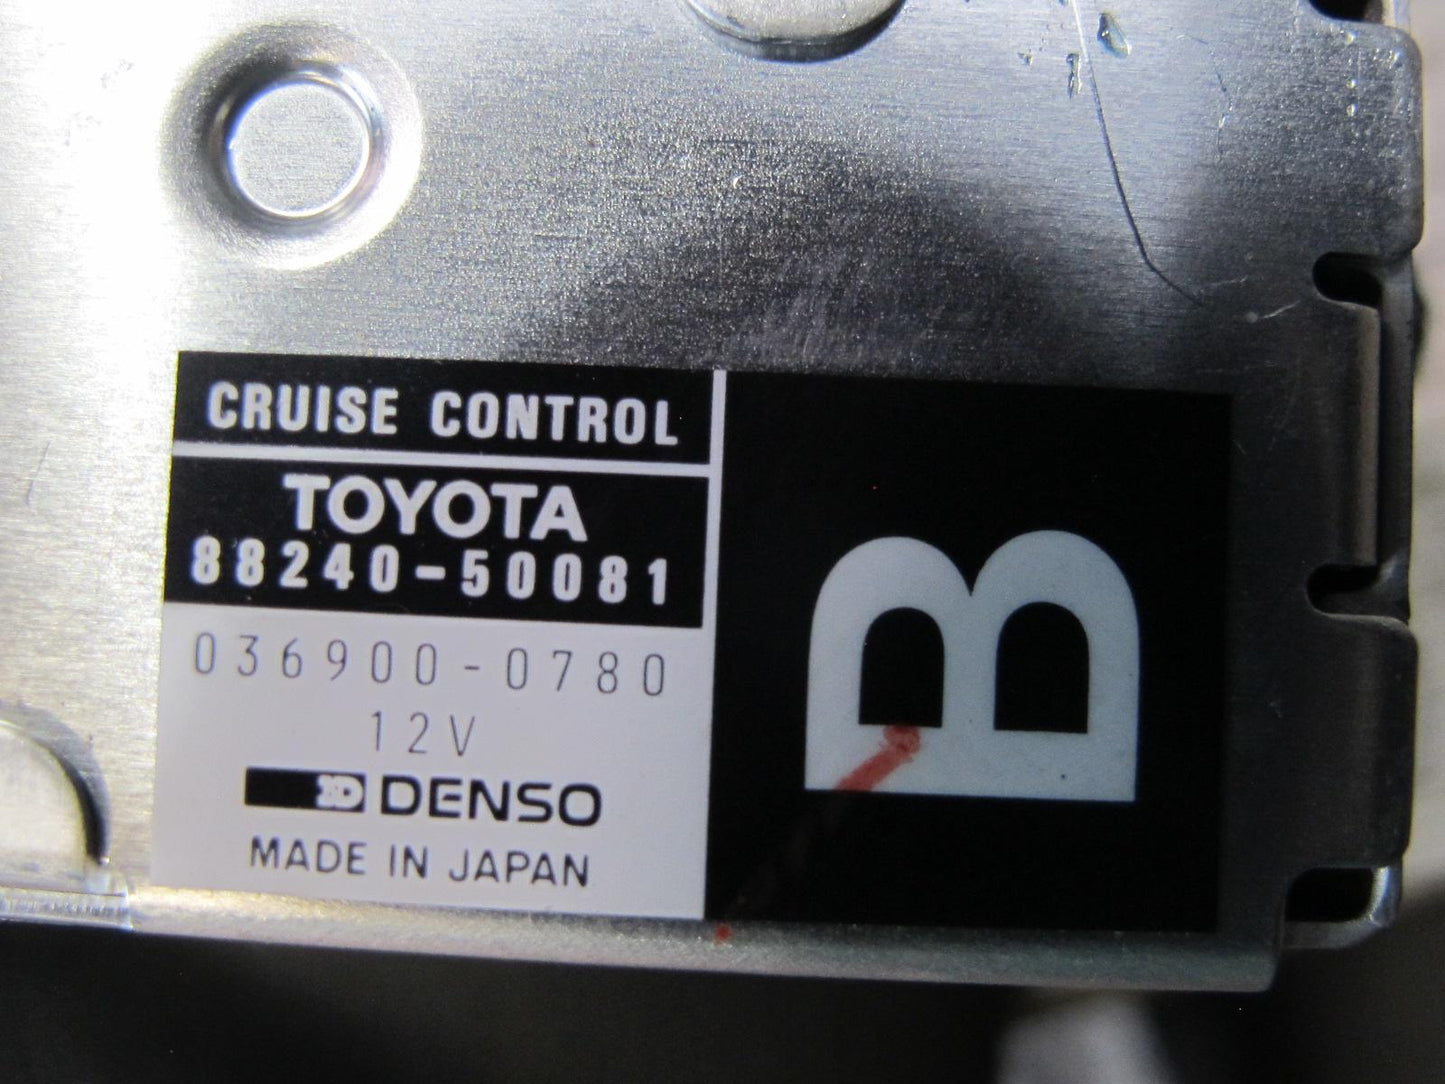 CRUISE CONTROL
TOYOTA
88240-50081
036900-0780
12V
DENSO
MADE IN JAPAN
B